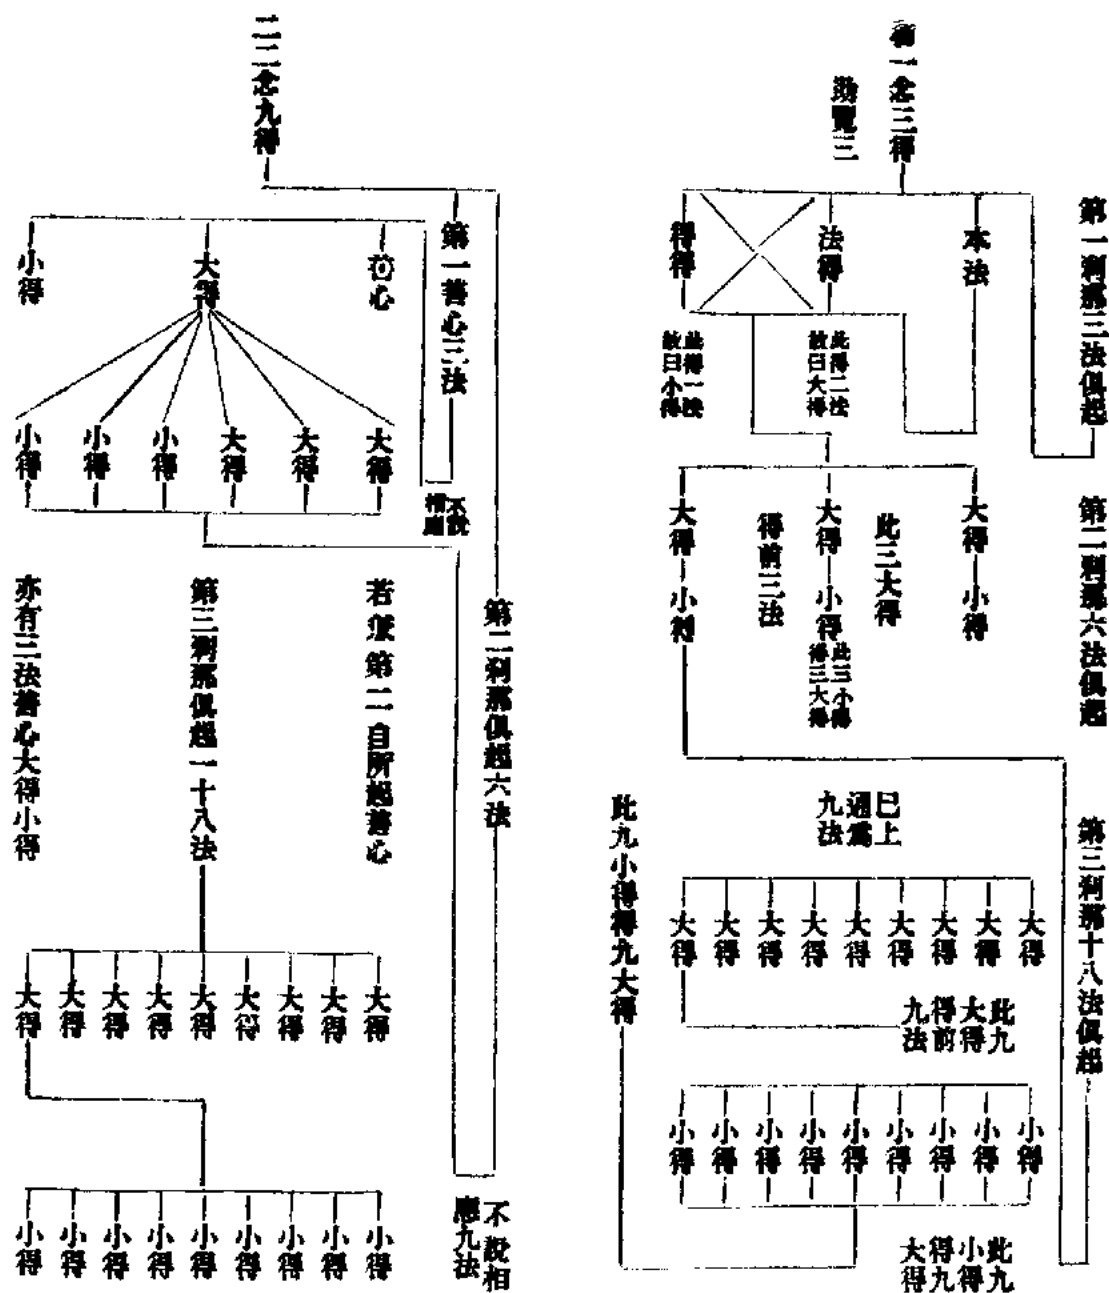 一念三得
覽三
第一刹那三法俱起
本法
法得
得得
此得二法
故曰大得
此得一法
故曰小得
第二刹那六法俱起
大得
小得
此三大得
大得
小得
此三小得
得三大得
得前三法
大得
小得
第三刹那十八法俱起
已上
通爲
九法
大得
大得
大得
大得
大得
大得
大得
大得
大得
此九
大得
得前
九法
小得
小得
小得
小得
小得
小得
小得
小得
小得
此九
小得
得九
大得
此九小得得九大得
二二念九得
第一善心三法
不說
相應
善心
大得
小得
大得
大得
大得
小得
小得
小得
第二刹那俱起六法
不說相
應九法
若 第二自所起善心
第三刹那俱起一十八法
亦有三法善心大得小得
大得
大得
大得
大得
大得
大得
大得
大得
大得
小得
小得
小得
小得
小得
小得
小得
小得
小得